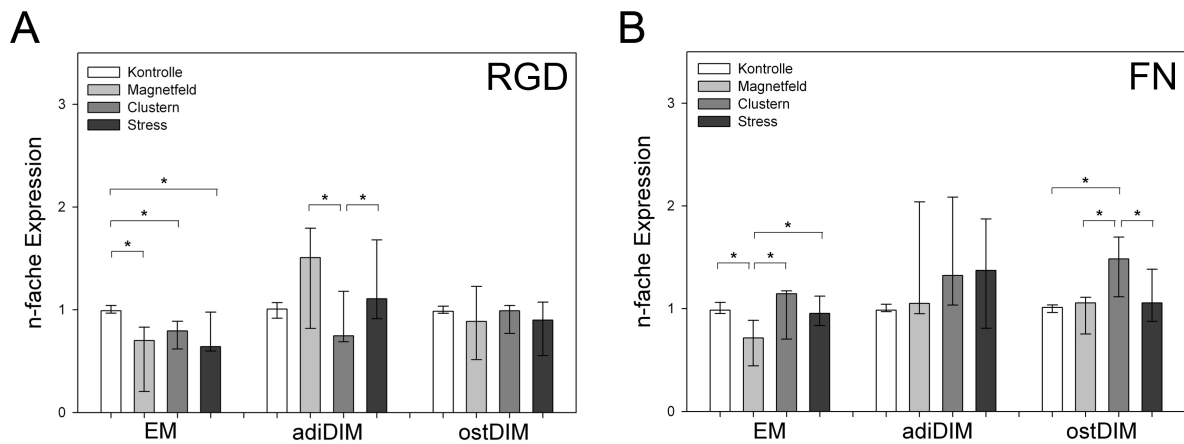 A
RGD
Kontrolle
Magnetfeld
Clustern
Stress
n-fache Expression
3
2
1
0
*
*
*
*
*
EM
adiDIM
ostDIM
B
FN
Kontrolle
Magnetfeld
Clustern
Stress
n-fache Expression
3
2
1
0
*
*
*
*
*
*
EM
adiDIM
ostDIM